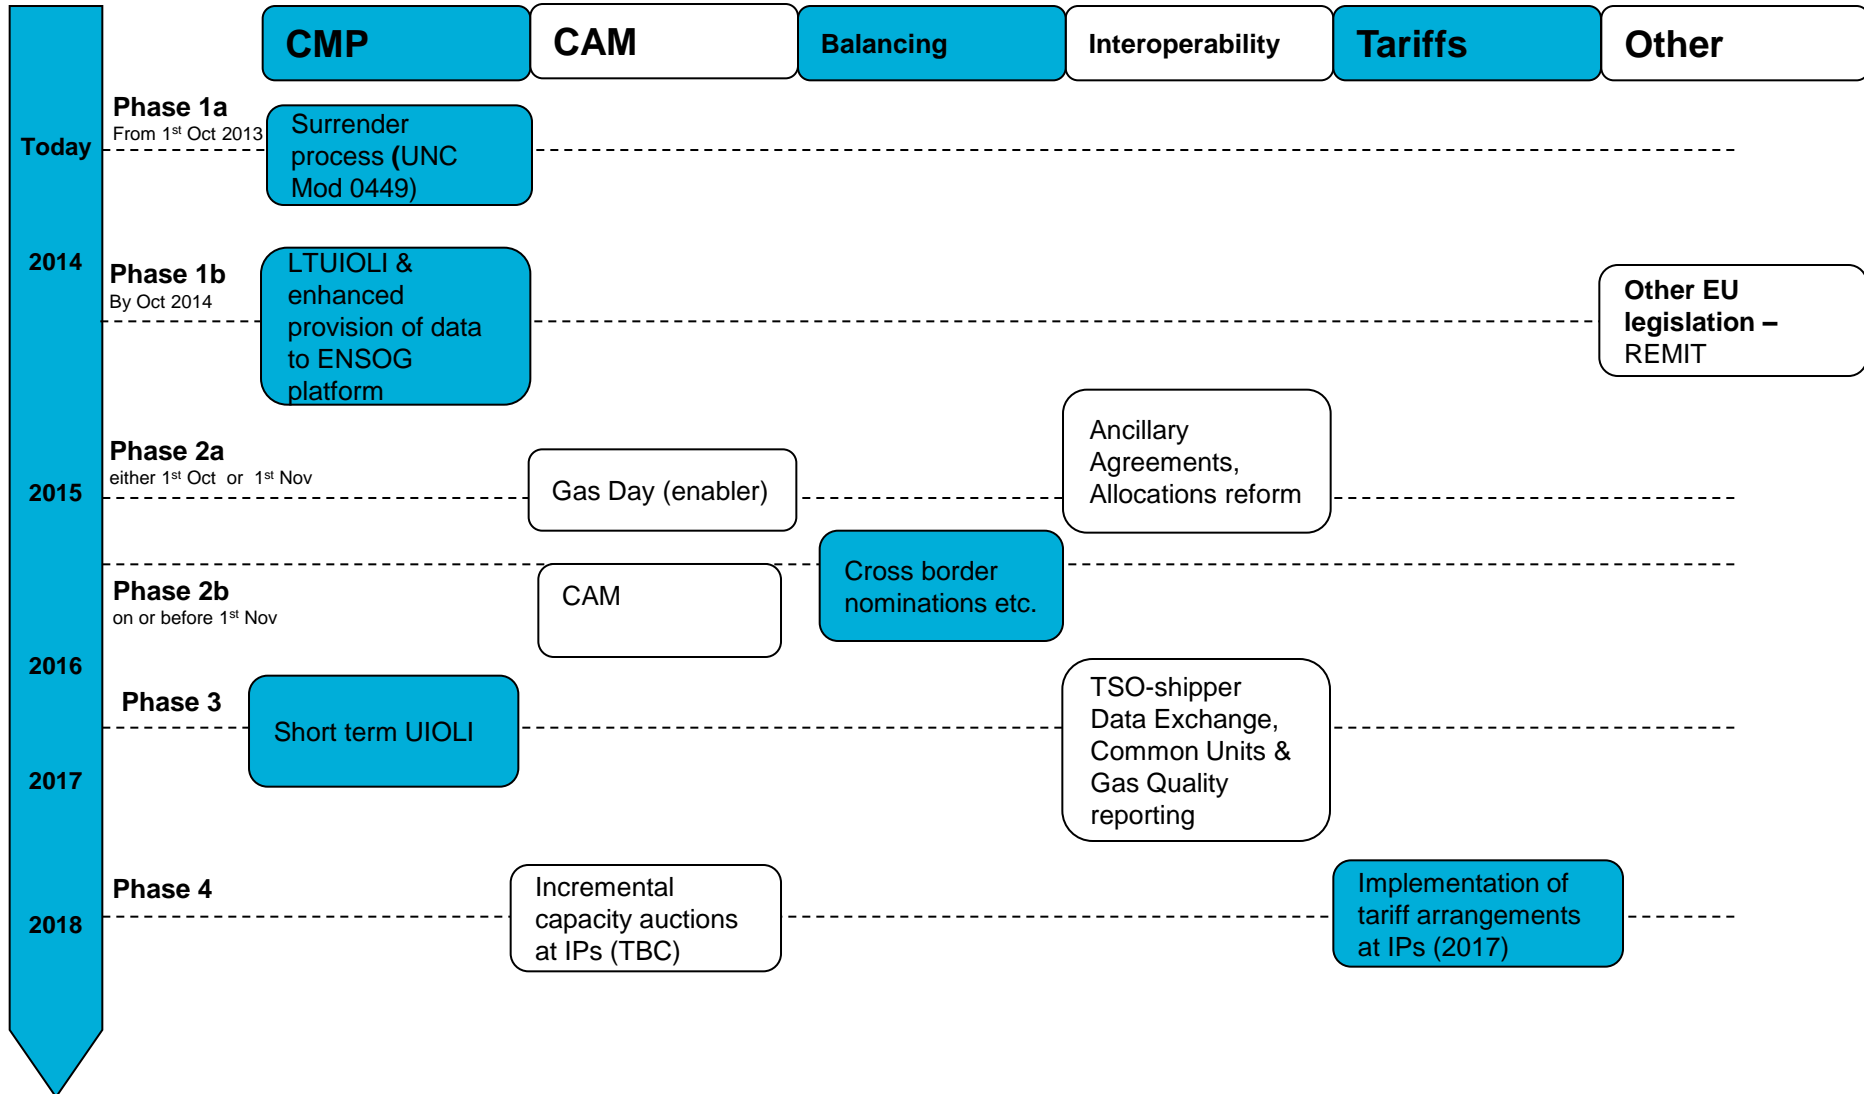 CMP
CAM
Balancing
Interoperability
Tariffs
Other
Today
Phase 1a
From 1st Oct 2013
Surrender
process (UNC
Mod 0449)
2014
Phase 1b
By Oct 2014
LTUIOLI &
enhanced
provision of data
to ENSOG
platform
Other EU
legislation –
REMIT
2015
Phase 2a
either 1st Oct or 1st Nov
Gas Day (enabler)
Ancillary
Agreements,
Allocations reform
Phase 2b
on or before 1st Nov
CAM
Cross border
nominations etc.
2016
Phase 3
Short term UIOLI
TSO-shipper
Data Exchange,
Common Units &
Gas Quality
reporting
2017
Phase 4
2018
Incremental
capacity auctions
at IPs (TBC)
Implementation of
tariff arrangements
at IPs (2017)